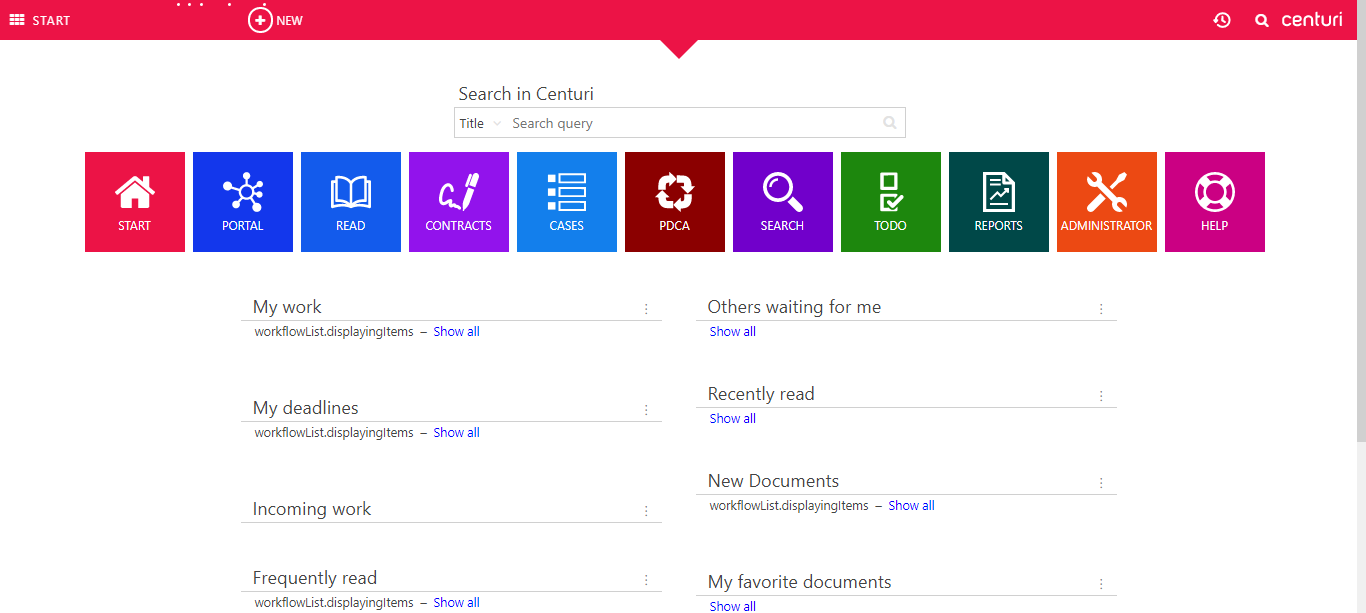 START
NEW
centuri
Search in Centuri
Title
Search query
START
PORTAL
READ
CONTRACTS
CASES
PDCA
SEARCH
TODO
REPORTS
ADMINISTRATOR
HELP
My work
workflowList.displayingItems – Show all
My deadlines
workflowList.displayingItems – Show all
Incoming work
Frequently read
workflowList.displayingItems – Show all
Others waiting for me
Show all
Recently read
Show all
New Documents
workflowList.displayingItems – Show all
My favorite documents
Show all